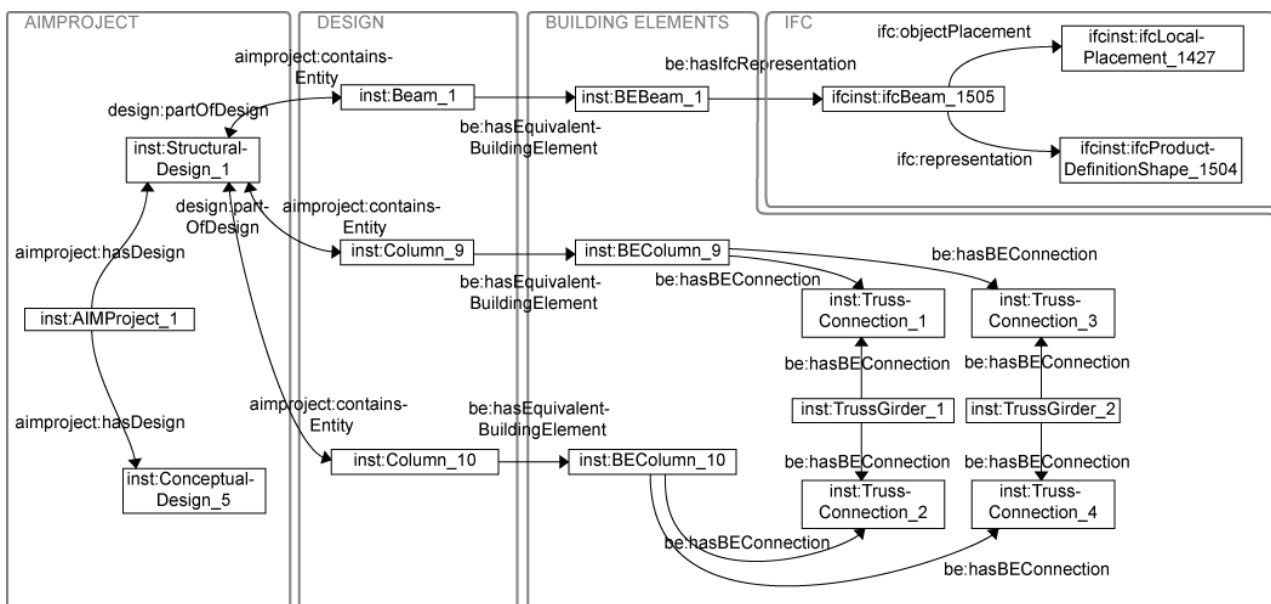 AIMPROJECT
DESIGN
BUILDING ELEMENTS
IFC
aimproject:contains-
Entity
design:partOfDesign
inst:Structural-
Design_1
inst:Beam_1
be:hasEquivalent-
BuildingElement
inst:BEBeam_1
be:hasIfcRepresentation
ifcinst:ifcBeam_1505
ifc:objectPlacement
ifcinst:ifcLocal-
Placement_1427
ifc:representation
ifcinst:ifcProduct-
DefinitionShape_1504
design:part-
OfDesign
aimproject:contains-
Entity
inst:Column_9
be:hasEquivalent-
BuildingElement
inst:BEColumn_9
be:hasBEConnection
be:hasBEConnection
inst:Truss-
Connection_1
inst:Truss-
Connection_3
aimproject:hasDesign
inst:AIMProject_1
aimproject:hasDesign
inst:Conceptual-
Design_5
be:hasBEConnection
be:hasBEConnection
inst:TrussGirder_1
inst:TrussGirder_2
be:hasBEConnection
be:hasBEConnection
aimproject:contains-
Entity
inst:Column_10
be:hasEquivalent-
BuildingElement
inst:BEColumn_10
inst:Truss-
Connection_2
inst:Truss-
Connection_4
be:hasBEConnection
be:hasBEConnection